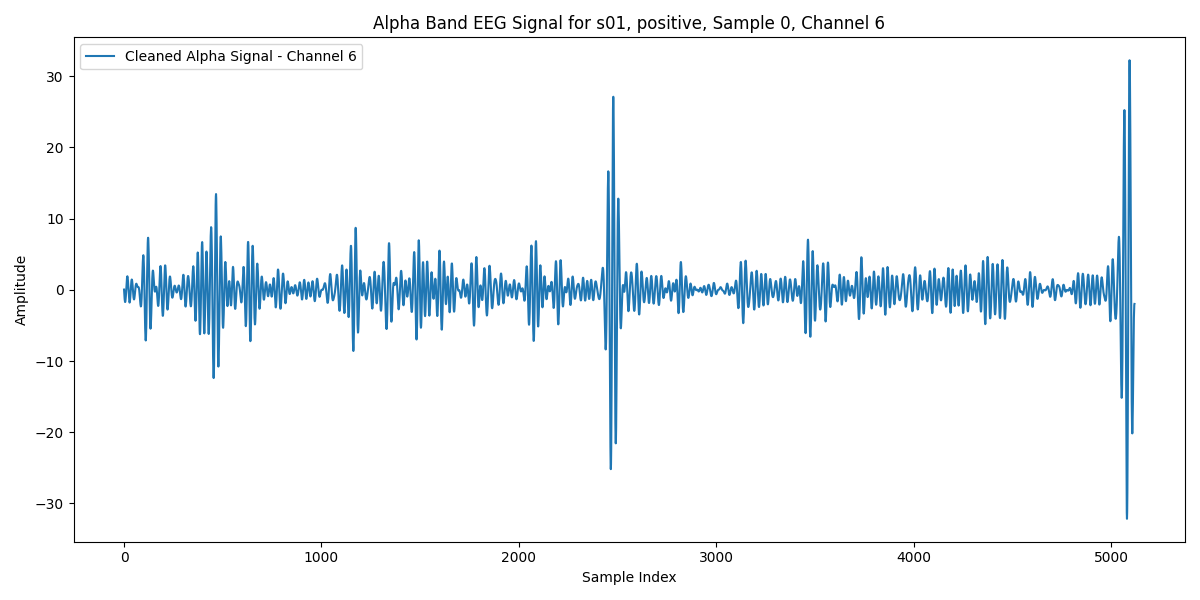 Alpha Band EEG Signal for s01, positive, Sample 0, Channel 6
Cleaned Alpha Signal - Channel 6
30
20
10
0
−10
−20
−30
Amplitude
0 1000 2000 3000 4000 5000
Sample Index